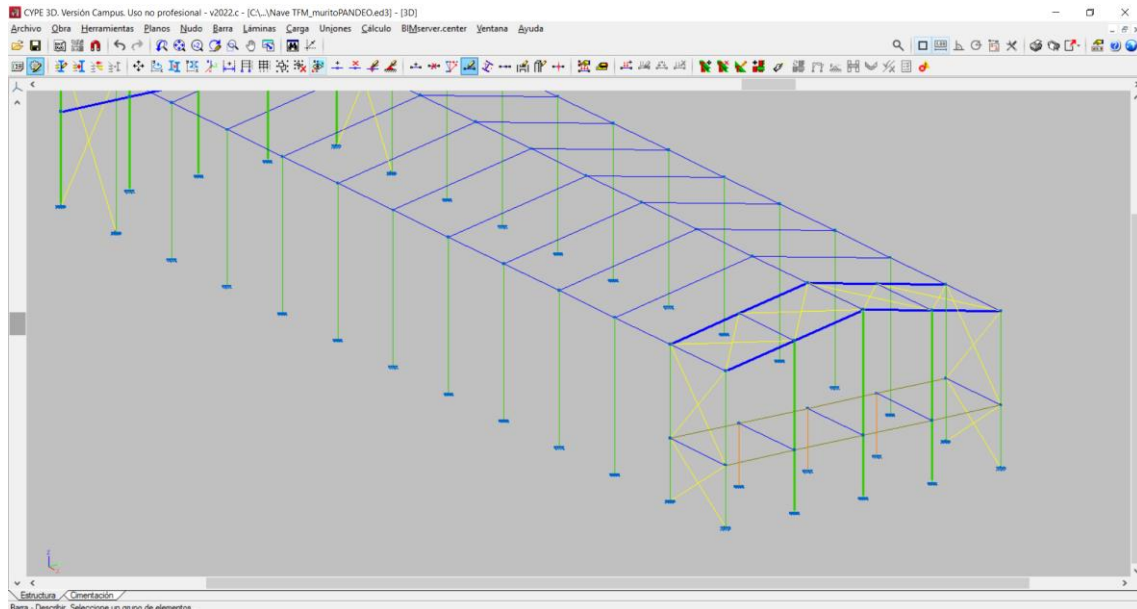 CYPE 3D. Versión Campus. Uso no profesional - v2022.c - [C:\...\Nave TFM_muritoPANDEO.ed3] - [3D]
Archivo Obra Herramientas Planos Nudo Barra Láminas Carga Uniones Cálculo BIMserver.center Ventana Ayuda
Estructura Cimentación
Barra - Describir. Seleccione un grupo de elementos